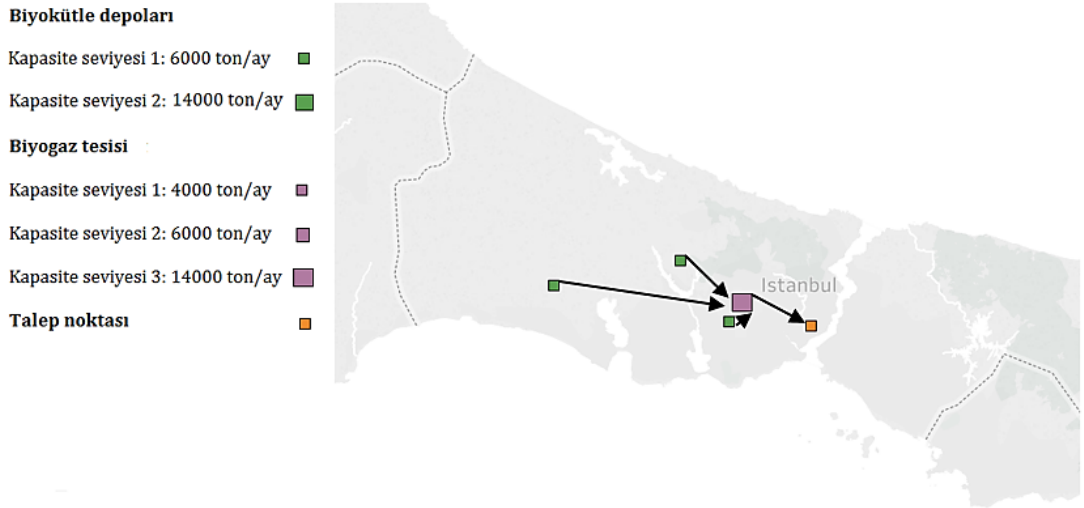 Biyokütle depoları
Kapasite seviyesi 1: 6000 ton/ay
Kapasite seviyesi 2: 14000 ton/ay
Biyogaz tesisi
Kapasite seviyesi 1: 4000 ton/ay
Kapasite seviyesi 2: 6000 ton/ay
Kapasite seviyesi 3: 14000 ton/ay
Talep noktası
Istanbul